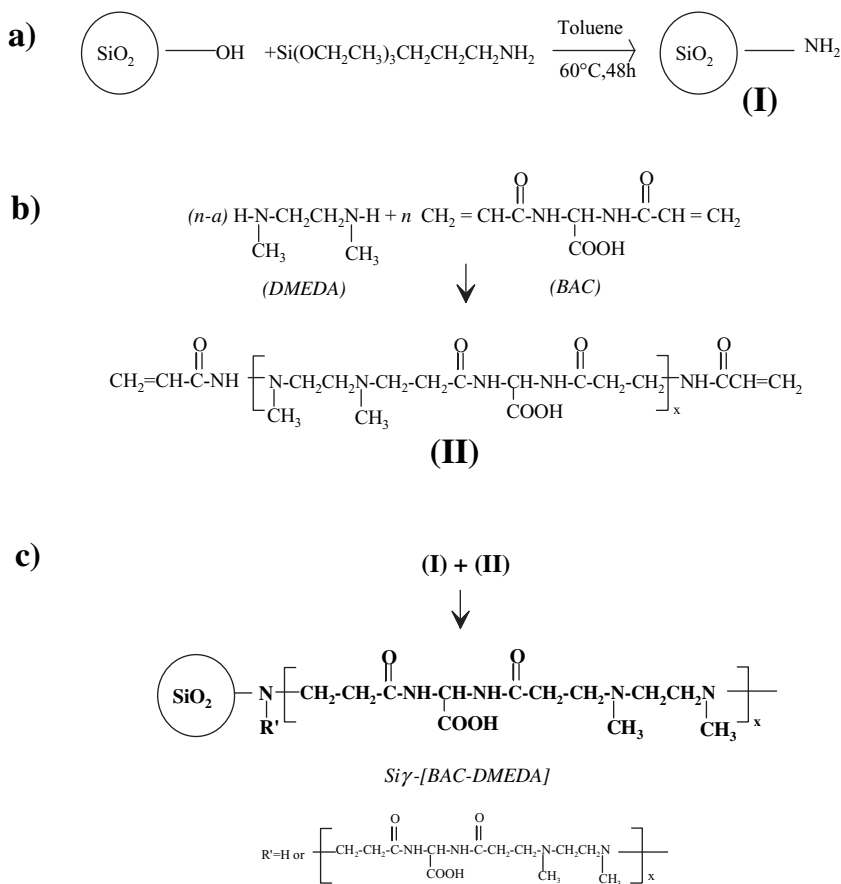 a) SiO₂ —OH +Si(OCH₂CH₃)₃CH₂CH₂CH₂NH₂ Toluene 60°C,48h SiO₂ — NH₂
(I)
b)
O O
(n-a) H-N-CH₂CH₂N-H + n CH₂ = CH-C-NH-CH-NH-C-CH = CH₂
CH₃ CH₃ COOH
(DMEDA) (BAC)
O O O O
CH₂=CH-C-NH [ N-CH₂CH₂N-CH₂-CH₂C-NH-CH-NH-C-CH₂-CH₂ ]x NH-C-CH=CH₂
CH₃ CH₃ COOH
(II)
c)
(I) + (II)
O O
SiO₂ - N [ CH₂-CH₂-C-NH-CH-NH-C-CH₂-CH₂-N-CH₂CH₂N ]x
R' COOH CH₃ CH₃
Siγ-[BAC-DMEDA]
O O
R'=H or [ CH₂-CH₂-C-NH-CH-NH-C-CH₂-CH₂-N-CH₂CH₂N ]x
COOH CH₃ CH₃